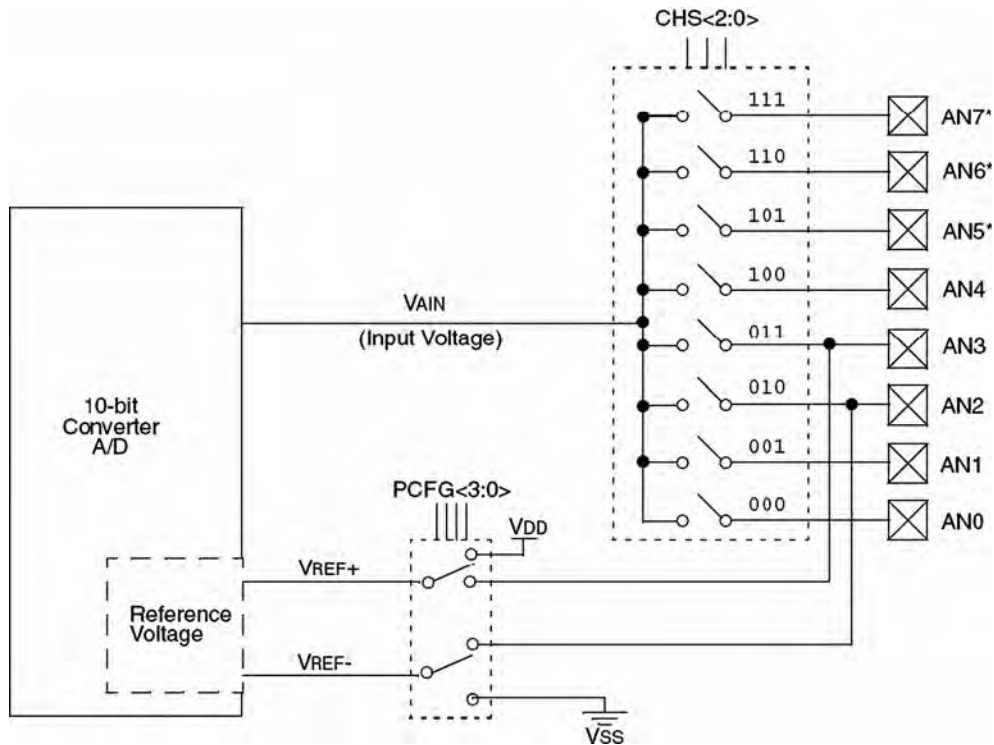 CHS<2:0>
111
AN7*
110
AN6*
101
AN5*
100
AN4
VAIN
(Input Voltage)
011
AN3
010
AN2
10-bit
Converter
A/D
001
AN1
PCFG<3:0>
000
AN0
VDD
VREF+
Reference
Voltage
VREF-
VSS